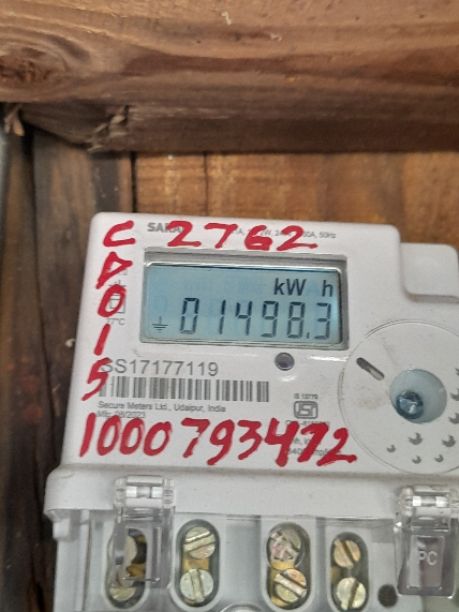 C 2762
D
0
1
5
kW h
01498.3
SS17177119
Secure Meters Ltd., Udaipur, India
1000793472
PC